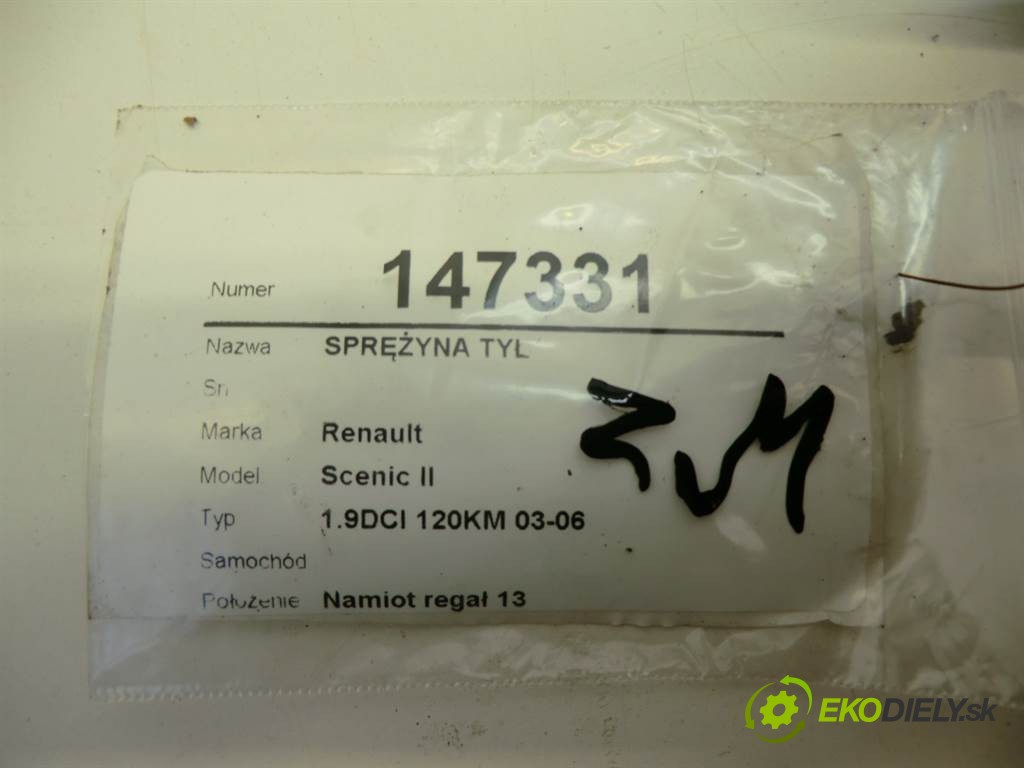 Numer 147331
Nazwa SPRĘŻYNA TYŁ
Sn
Marka Renault
Model Scenic II
Typ 1.9DCI 120KM 03-06
Samochód
Położenie Namiot regał 13
EKODIELY.sk